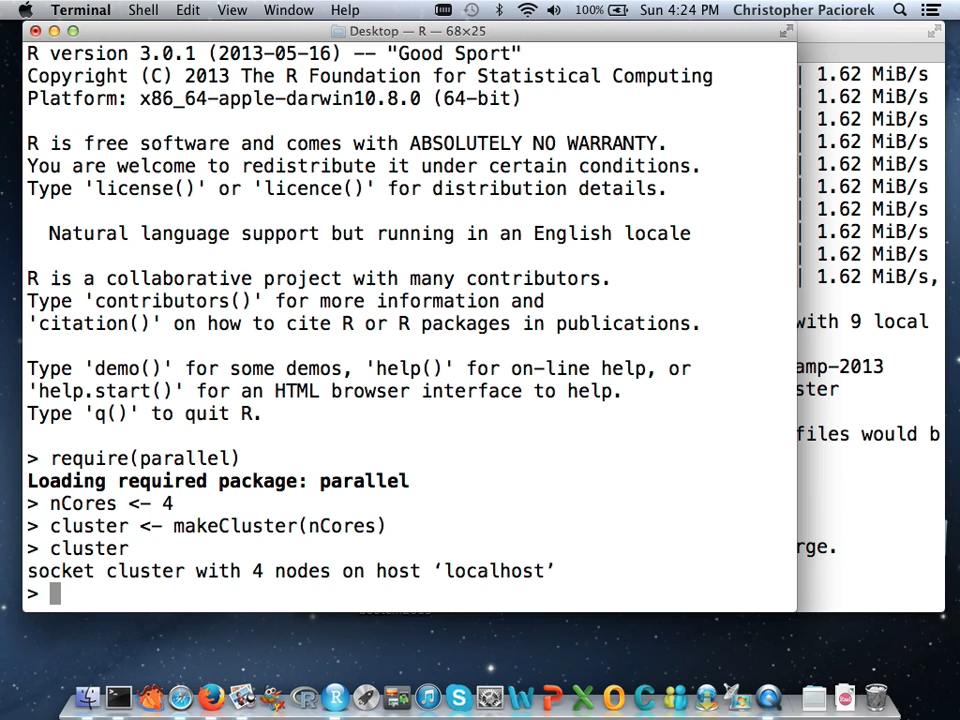 Terminal Shell Edit View Window Help 100% Sun 4:24 PM Christopher Paciorek
Desktop — R — 68×25
R version 3.0.1 (2013-05-16) -- "Good Sport"
Copyright (C) 2013 The R Foundation for Statistical Computing
Platform: x86_64-apple-darwin10.8.0 (64-bit)
R is free software and comes with ABSOLUTELY NO WARRANTY.
You are welcome to redistribute it under certain conditions.
Type 'license()' or 'licence()' for distribution details.
Natural language support but running in an English locale
R is a collaborative project with many contributors.
Type 'contributors()' for more information and
'citation()' on how to cite R or R packages in publications.
Type 'demo()' for some demos, 'help()' for on-line help, or
'help.start()' for an HTML browser interface to help.
Type 'q()' to quit R.
> require(parallel)
Loading required package: parallel
> nCores <- 4
> cluster <- makeCluster(nCores)
> cluster
socket cluster with 4 nodes on host ‘localhost’
>
| 1.62 MiB/s
| 1.62 MiB/s
| 1.62 MiB/s
| 1.62 MiB/s
| 1.62 MiB/s
| 1.62 MiB/s
| 1.62 MiB/s
| 1.62 MiB/s
| 1.62 MiB/s
| 1.62 MiB/s,
with 9 local
amp-2013
ster
files would b
rge.